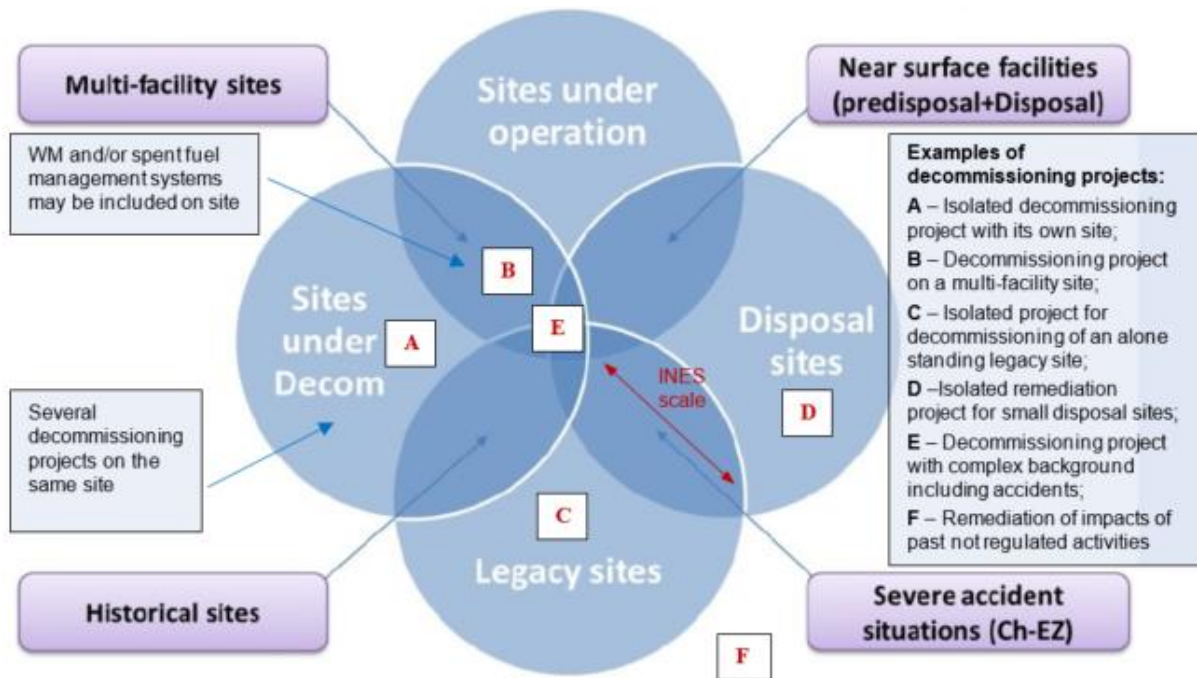 Multi-facility sites
WM and/or spent fuel
management systems
may be included on site
Sites under
operation
Near surface facilities
(predisposal+Disposal)
B
Sites
under
Decom
A
E
Disposal
sites
D
INES
scale
Several
decommissioning
projects on the
same site
C
Legacy sites
Historical sites
Severe accident
situations (Ch-EZ)
F
Examples of
decommissioning projects:
A – Isolated decommissioning
project with its own site;
B – Decommissioning project
on a multi-facility site;
C – Isolated project for
decommissioning of an alone
standing legacy site;
D –Isolated remediation
project for small disposal sites;
E – Decommissioning project
with complex background
including accidents;
F – Remediation of impacts of
past not regulated activities